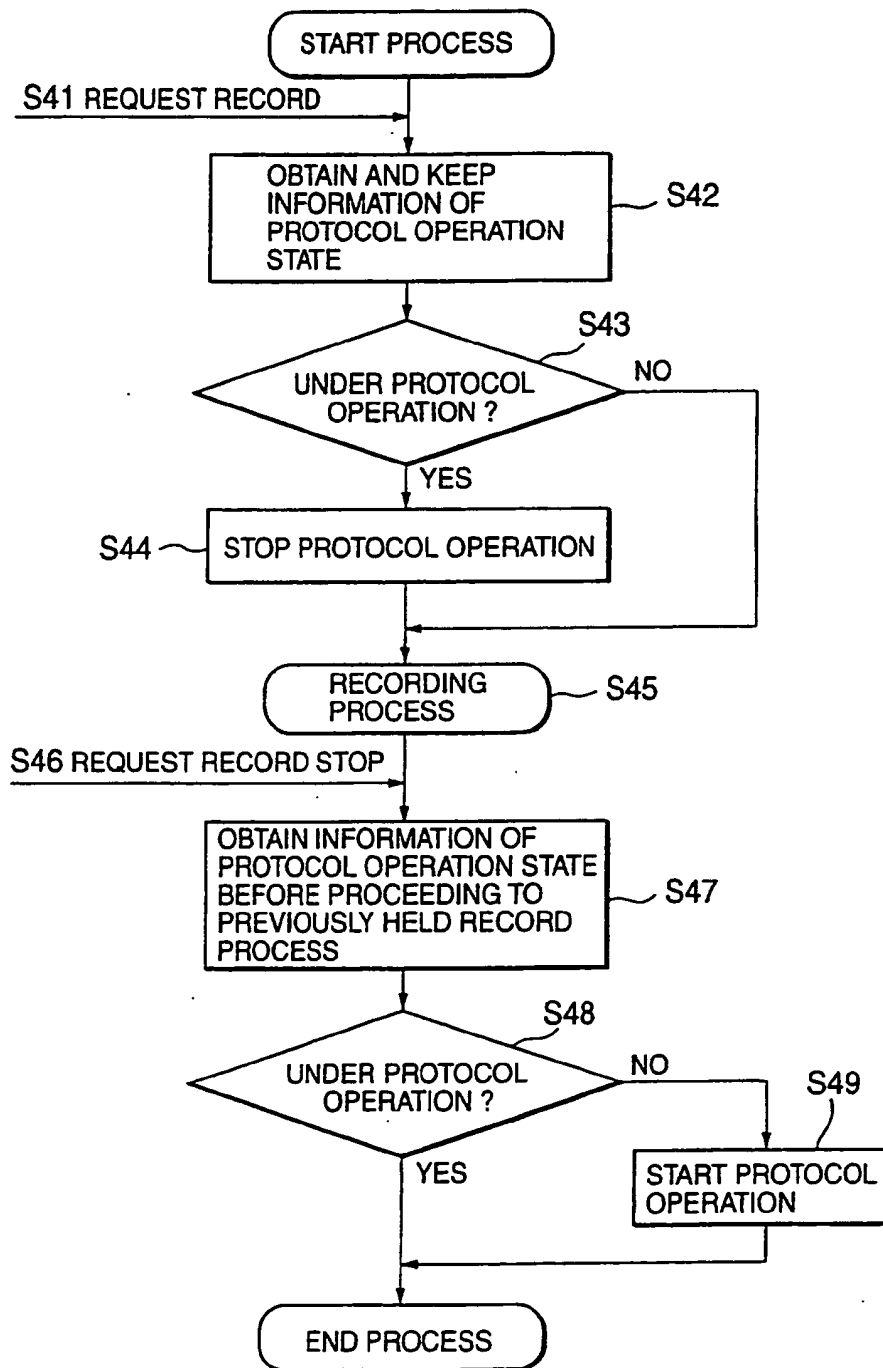 START PROCESS
S41 REQUEST RECORD
OBTAIN AND KEEP
INFORMATION OF
PROTOCOL OPERATION
STATE
S42
S43
UNDER PROTOCOL
OPERATION ?
NO
YES
S44
STOP PROTOCOL OPERATION
RECORDING
PROCESS
S45
S46 REQUEST RECORD STOP
OBTAIN INFORMATION OF
PROTOCOL OPERATION STATE
BEFORE PROCEEDING TO
PREVIOUSLY HELD RECORD
PROCESS
S47
S48
UNDER PROTOCOL
OPERATION ?
NO
YES
S49
START PROTOCOL
OPERATION
END PROCESS